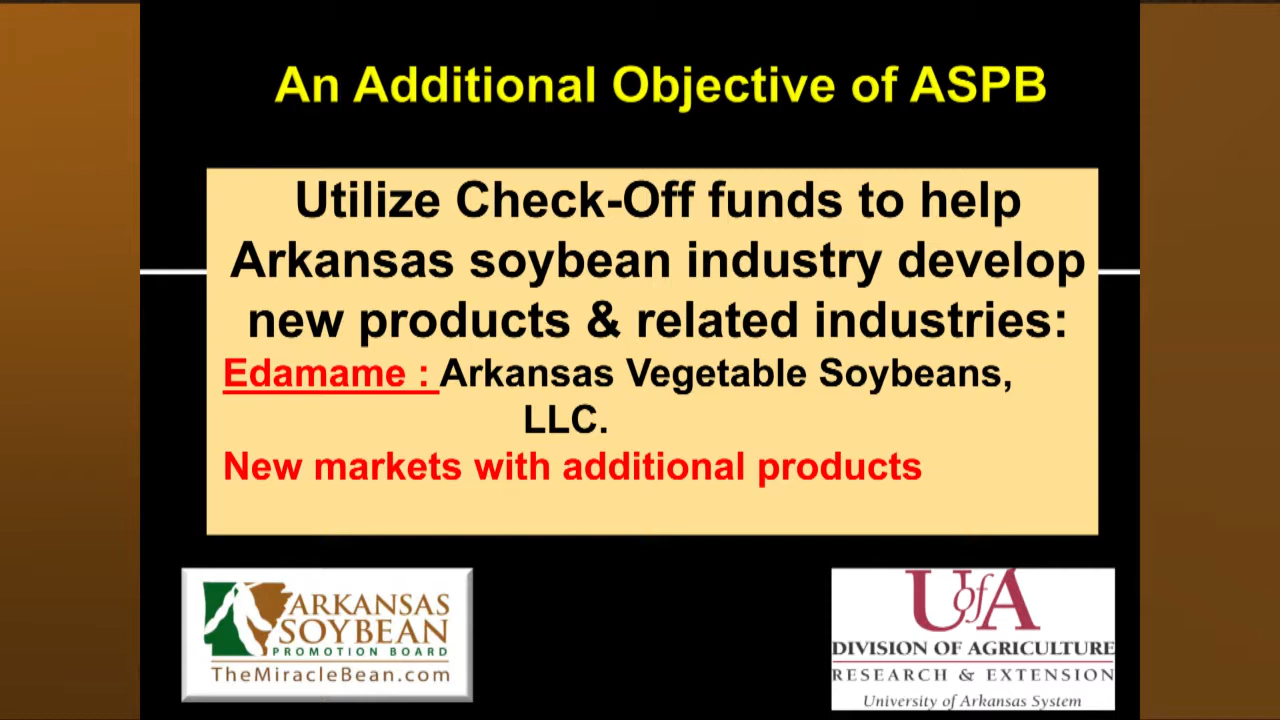 An Additional Objective of ASPB
Utilize Check-Off funds to help
Arkansas soybean industry develop
new products & related industries:
Edamame : Arkansas Vegetable Soybeans,
LLC.
New markets with additional products
ARKANSAS
SOYBEAN
PROMOTION BOARD
TheMiracleBean.com
UofA
DIVISION OF AGRICULTURE
RESEARCH & EXTENSION
University of Arkansas System